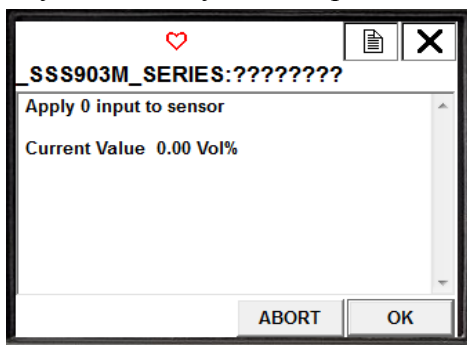 _SSS903M_SERIES:????????
Apply 0 input to sensor
Current Value 0.00 Vol%
ABORT
OK